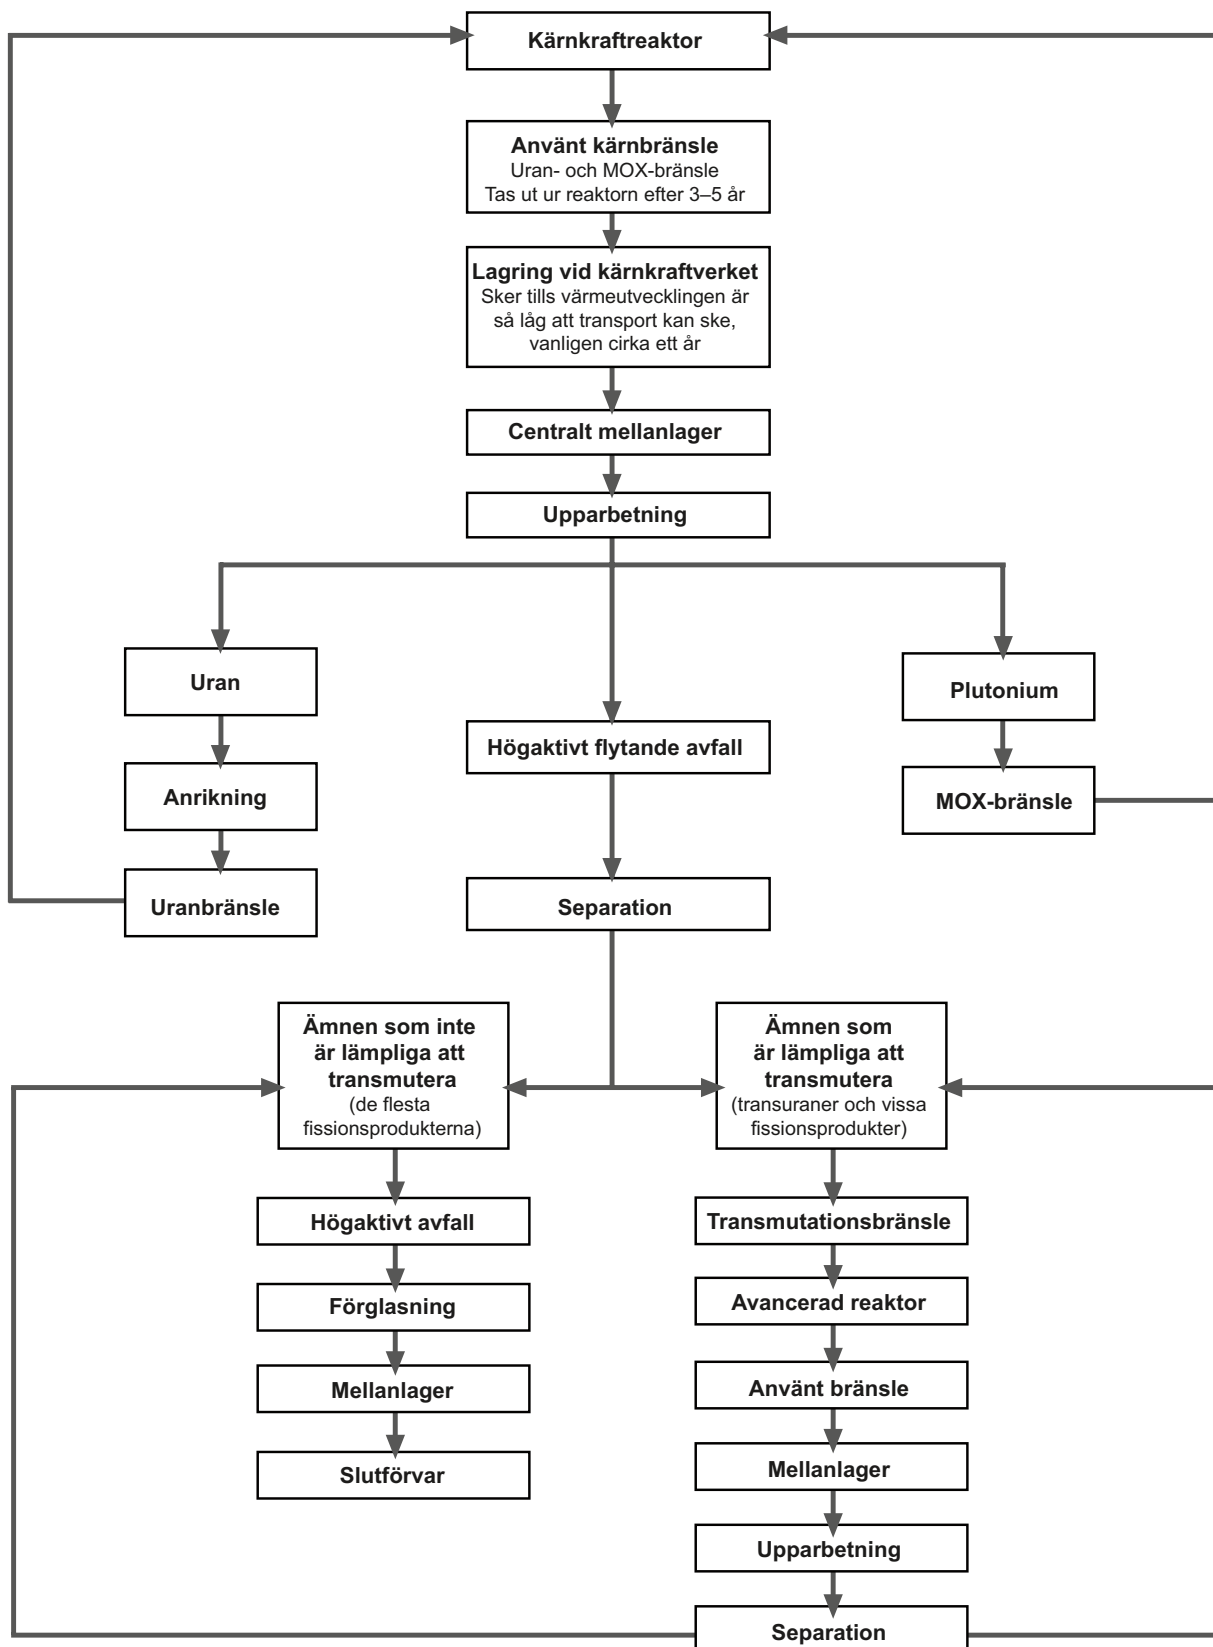 Kärnkraftreaktor
Använt kärnbränsle
Uran- och MOX-bränsle
Tas ut ur reaktorn efter 3–5 år
Lagring vid kärnkraftverket
Sker tills värmeutvecklingen är
så låg att transport kan ske,
vanligen cirka ett år
Centralt mellanlager
Upparbetning
Uran
Anrikning
Uranbränsle
Högaktivt flytande avfall
Separation
Plutonium
MOX-bränsle
Ämnen som inte
är lämpliga att
transmutera
(de flesta
fissionsprodukterna)
Högaktivt avfall
Förglasning
Mellanlager
Slutförvar
Ämnen som
är lämpliga att
transmutera
(transuraner och vissa
fissionsprodukter)
Transmutationsbränsle
Avancerad reaktor
Använt bränsle
Mellanlager
Upparbetning
Separation